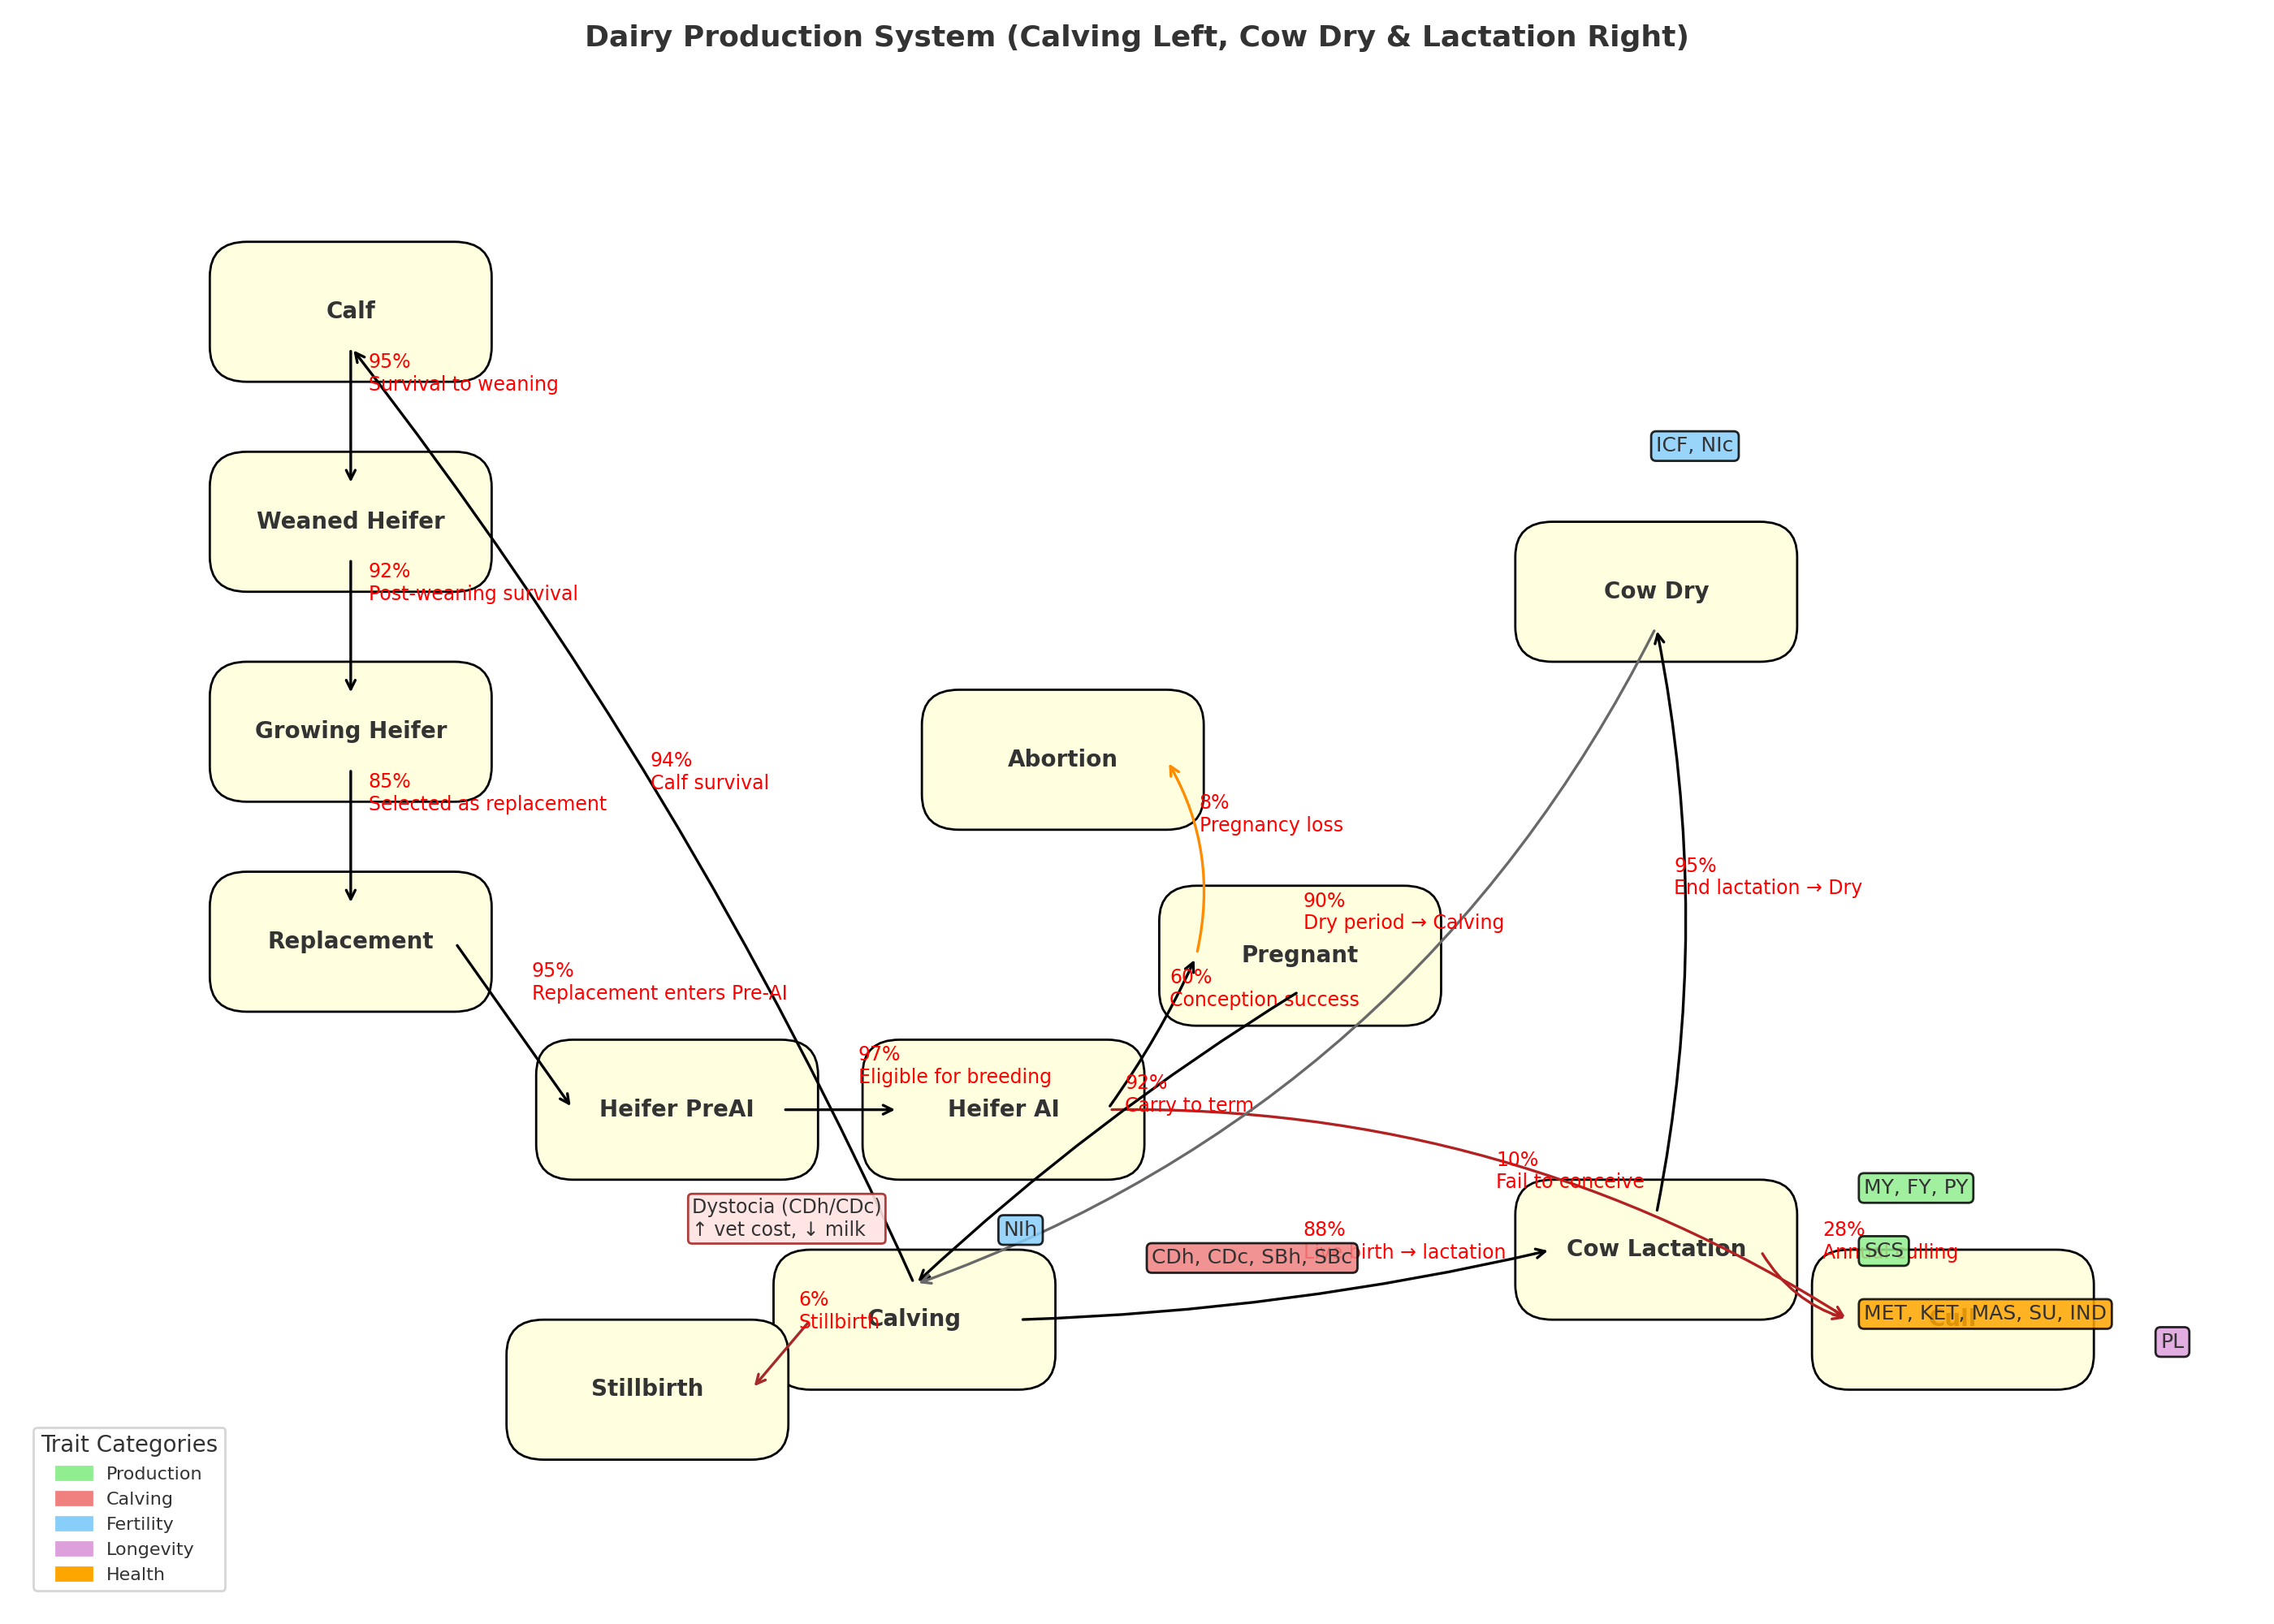 Dairy Production System (Calving Left, Cow Dry & Lactation Right)
Calf
95%
Survival to weaning
ICF, NIc
Weaned Heifer
92%
Post-weaning survival
Cow Dry
Growing Heifer
85%
Selected as replacement
94%
Calf survival
Abortion
8%
Pregnancy loss
95%
End lactation → Dry
Replacement
90%
Dry period → Calving
Pregnant
95%
Replacement enters Pre-AI
60%
Conception success
97%
Eligible for breeding
92%
Carry to term
Heifer PreAI
Heifer AI
10%
Fail to conceive
MY, FY, PY
Dystocia (CDh/CDc)
↑ vet cost, ↓ milk
NIh
88%
birth → lactation
CDh, CDc, SBh, SBc
Cow Lactation
28%
SCS
6%
Stillbirth
Calving
MET, KET, MAS, SU, IND
Cull
PL
Stillbirth
Trait Categories
Production
Calving
Fertility
Longevity
Health